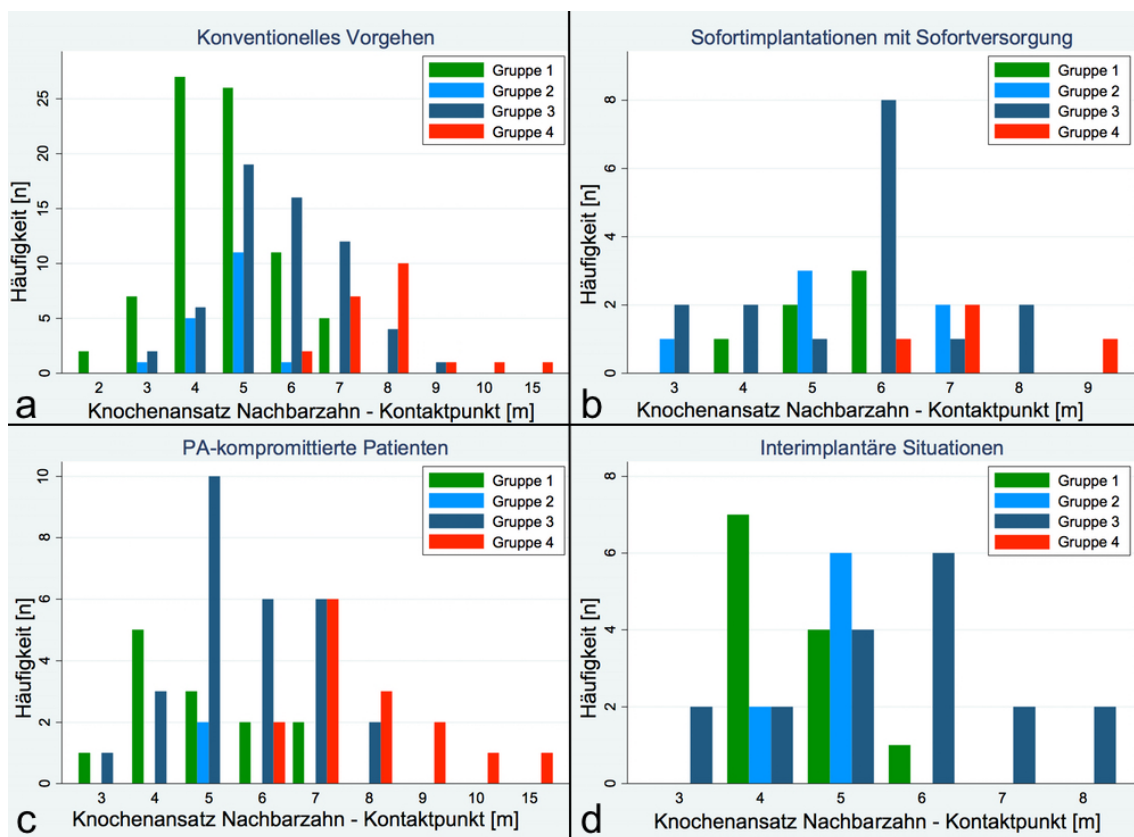 Konventionelles Vorgehen
Gruppe 1
Gruppe 2
Gruppe 3
Gruppe 4
Häufigkeit [n]
25
20
15
10
5
0
2 3 4 5 6 7 8 9 10 15
Knochenansatz Nachbarzahn - Kontaktpunkt [m]
a
Sofortimplantationen mit Sofortversorgung
Gruppe 1
Gruppe 2
Gruppe 3
Gruppe 4
Häufigkeit [n]
8
6
4
2
0
3 4 5 6 7 8 9
Knochenansatz Nachbarzahn - Kontaktpunkt [m]
b
PA-kompromittierte Patienten
Gruppe 1
Gruppe 2
Gruppe 3
Gruppe 4
Häufigkeit [n]
10
8
6
4
2
0
3 4 5 6 7 8 9 10 15
Knochenansatz Nachbarzahn - Kontaktpunkt [m]
c
Interimplantäre Situationen
Gruppe 1
Gruppe 2
Gruppe 3
Gruppe 4
Häufigkeit [n]
8
6
4
2
0
3 4 5 6 7 8
Knochenansatz Nachbarzahn - Kontaktpunkt [m]
d